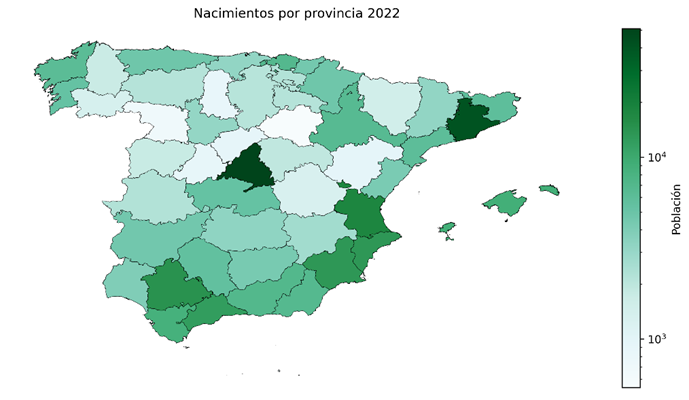 Nacimientos por provincia 2022
10⁴
Población
10³